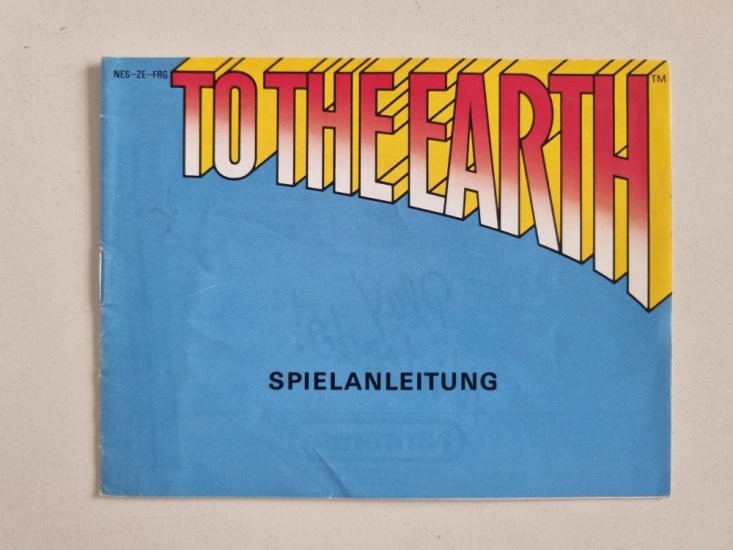 NES-ZE-FRG
TO THE EARTH™
SPIELANLEITUNG